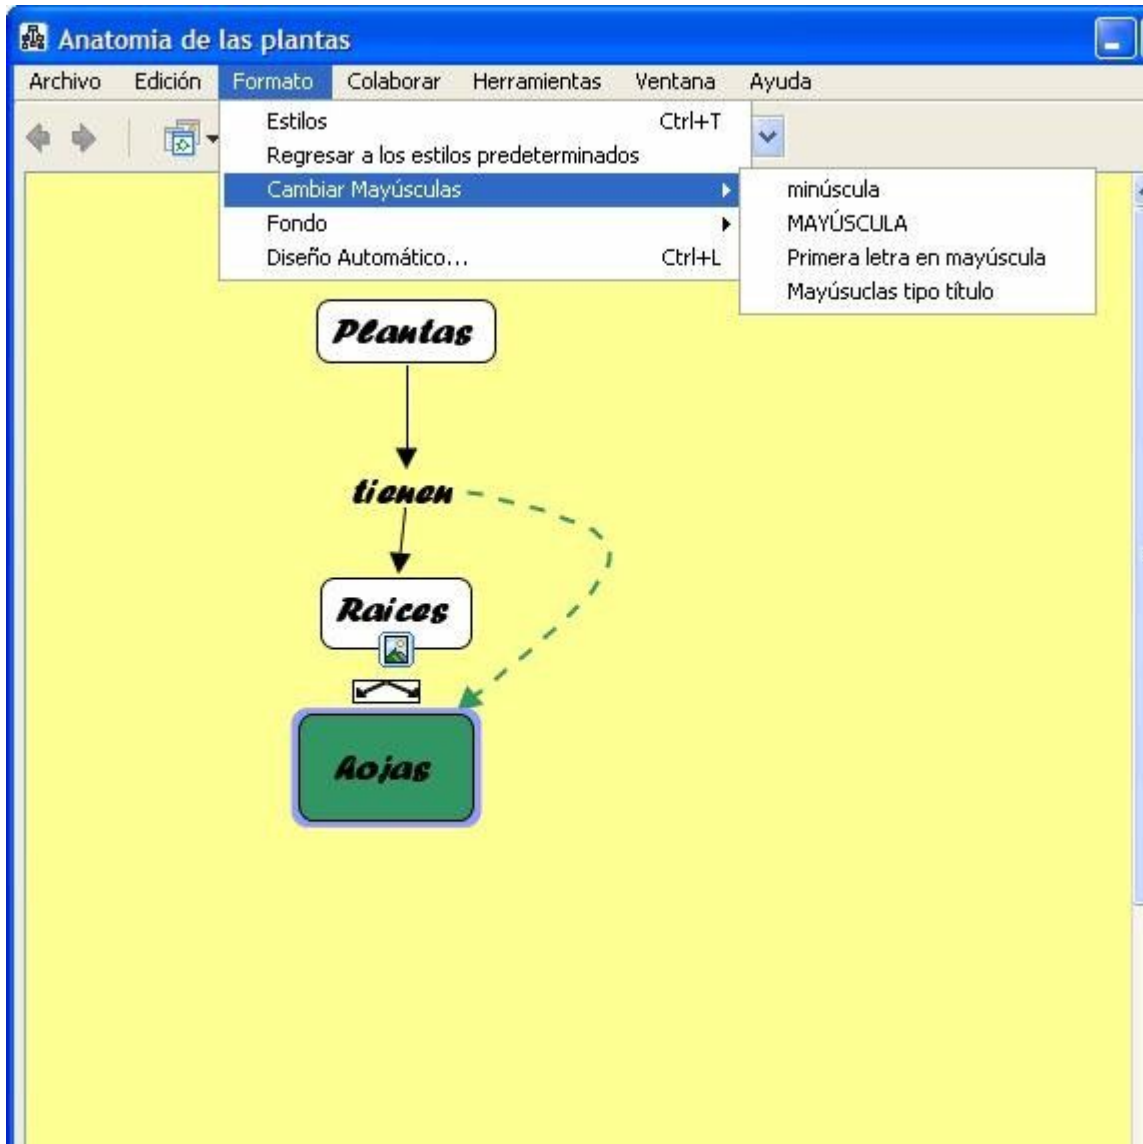 Anatomia de las plantas
Archivo Edición Formato Colaborar Herramientas Ventana Ayuda
Estilos Ctrl+T
Regresar a los estilos predeterminados
Cambiar Mayúsculas
Fondo
Diseño Automático... Ctrl+L
minúscula
MAYÚSCULA
Primera letra en mayúscula
Mayúsuclas tipo título
Plantas
tienen
Raices
hojas